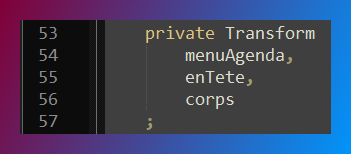 53 private Transform
54 menuAgenda,
55 enTete,
56 corps
57 ;